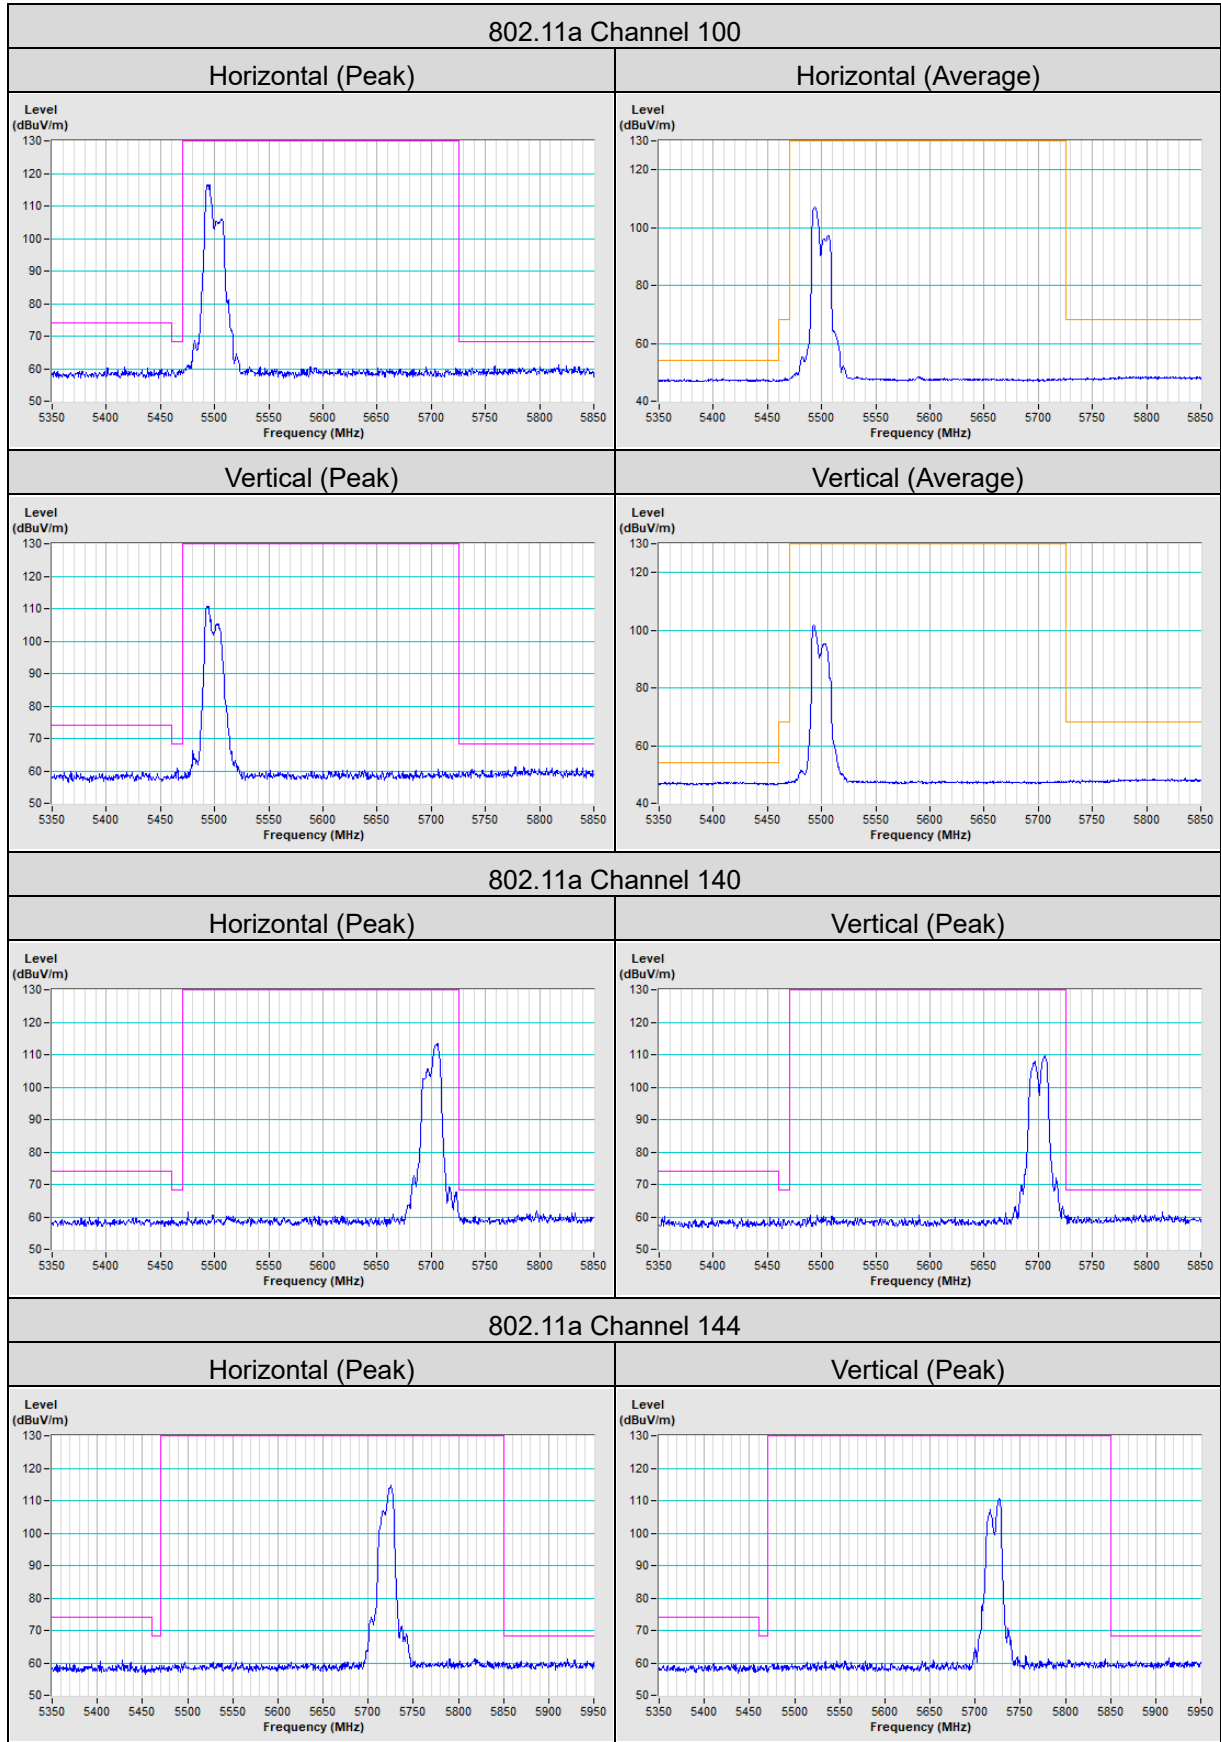 802.11a Channel 100
Horizontal (Peak)
Horizontal (Average)
Level
(dBuV/m)
130
120
110
100
90
80
70
60
50
5350 5400 5450 5500 5550 5600 5650 5700 5750 5800 5850
Frequency (MHz)
Level
(dBuV/m)
130
120
100
80
60
40
5350 5400 5450 5500 5550 5600 5650 5700 5750 5800 5850
Frequency (MHz)
Vertical (Peak)
Vertical (Average)
Level
(dBuV/m)
130
120
110
100
90
80
70
60
50
5350 5400 5450 5500 5550 5600 5650 5700 5750 5800 5850
Frequency (MHz)
Level
(dBuV/m)
130
120
100
80
60
40
5350 5400 5450 5500 5550 5600 5650 5700 5750 5800 5850
Frequency (MHz)
802.11a Channel 140
Horizontal (Peak)
Vertical (Peak)
Level
(dBuV/m)
130
120
110
100
90
80
70
60
50
5350 5400 5450 5500 5550 5600 5650 5700 5750 5800 5850
Frequency (MHz)
Level
(dBuV/m)
130
120
110
100
90
80
70
60
50
5350 5400 5450 5500 5550 5600 5650 5700 5750 5800 5850
Frequency (MHz)
802.11a Channel 144
Horizontal (Peak)
Vertical (Peak)
Level
(dBuV/m)
130
120
110
100
90
80
70
60
50
5350 5400 5450 5500 5550 5600 5650 5700 5750 5800 5850 5900 5950
Frequency (MHz)
Level
(dBuV/m)
130
120
110
100
90
80
70
60
50
5350 5400 5450 5500 5550 5600 5650 5700 5750 5800 5850 5900 5950
Frequency (MHz)